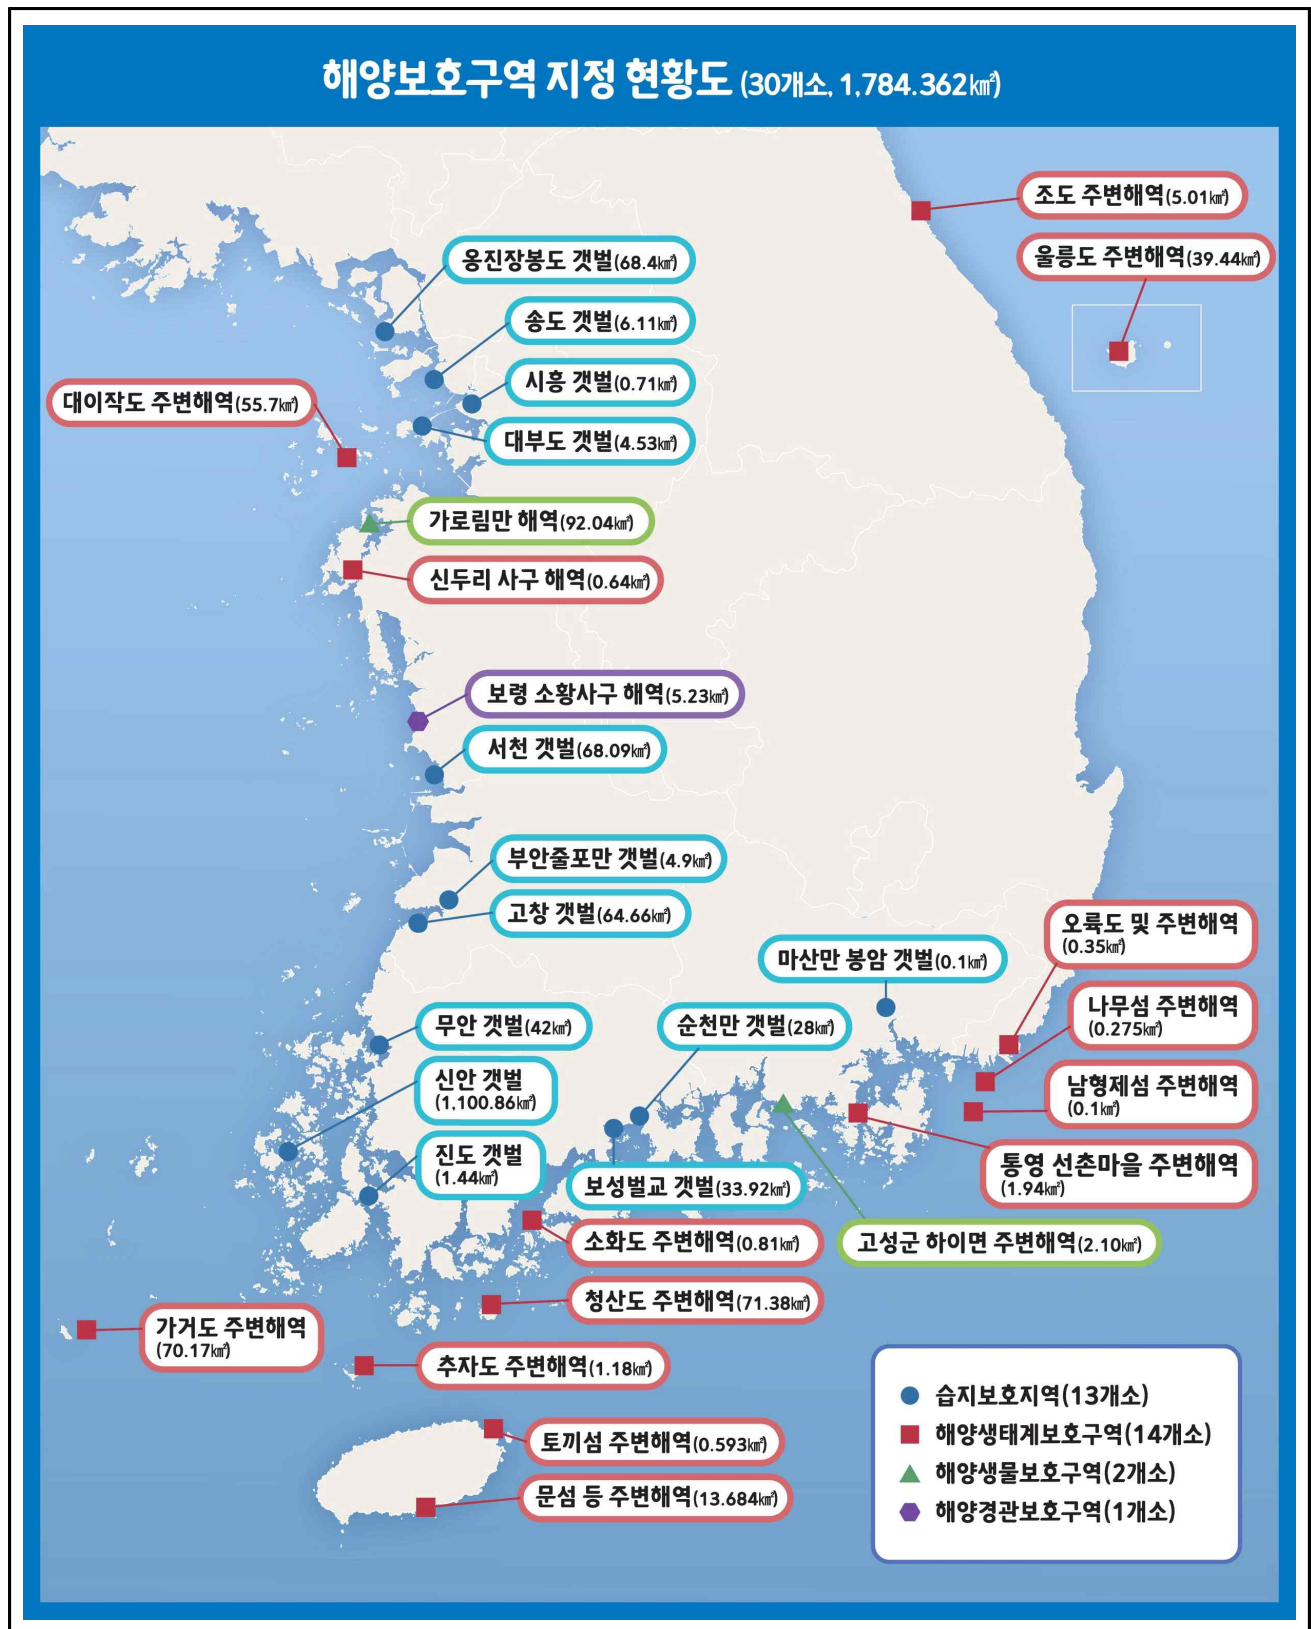 해양보호구역 지정 현황도 (30개소, 1,784.362㎢)
조도 주변해역(5.01㎢)
울릉도 주변해역(39.44㎢)
옹진장봉도 갯벌(68.4㎢)
송도 갯벌(6.11㎢)
시흥 갯벌(0.71㎢)
대이작도 주변해역(55.7㎢)
대부도 갯벌(4.53㎢)
가로림만 해역(92.04㎢)
신두리 사구 해역(0.64㎢)
보령 소황사구 해역(5.23㎢)
서천 갯벌(68.09㎢)
부안줄포만 갯벌(4.9㎢)
고창 갯벌(64.66㎢)
오륙도 및 주변해역
(0.35㎢)
마산만 봉암 갯벌(0.1㎢)
나무섬 주변해역
(0.275㎢)
무안 갯벌(42㎢)
순천만 갯벌(28㎢)
신안 갯벌
(1,100.86㎢)
남형제섬 주변해역
(0.1㎢)
진도 갯벌
(1.44㎢)
통영 선촌마을 주변해역
(1.94㎢)
보성벌교 갯벌(33.92㎢)
소화도 주변해역(0.81㎢)
고성군 하이면 주변해역(2.10㎢)
청산도 주변해역(71.38㎢)
가거도 주변해역
(70.17㎢)
추자도 주변해역(1.18㎢)
토끼섬 주변해역(0.593㎢)
문섬 등 주변해역(13.684㎢)
습지보호지역(13개소)
해양생태계보호구역(14개소)
해양생물보호구역(2개소)
해양경관보호구역(1개소)